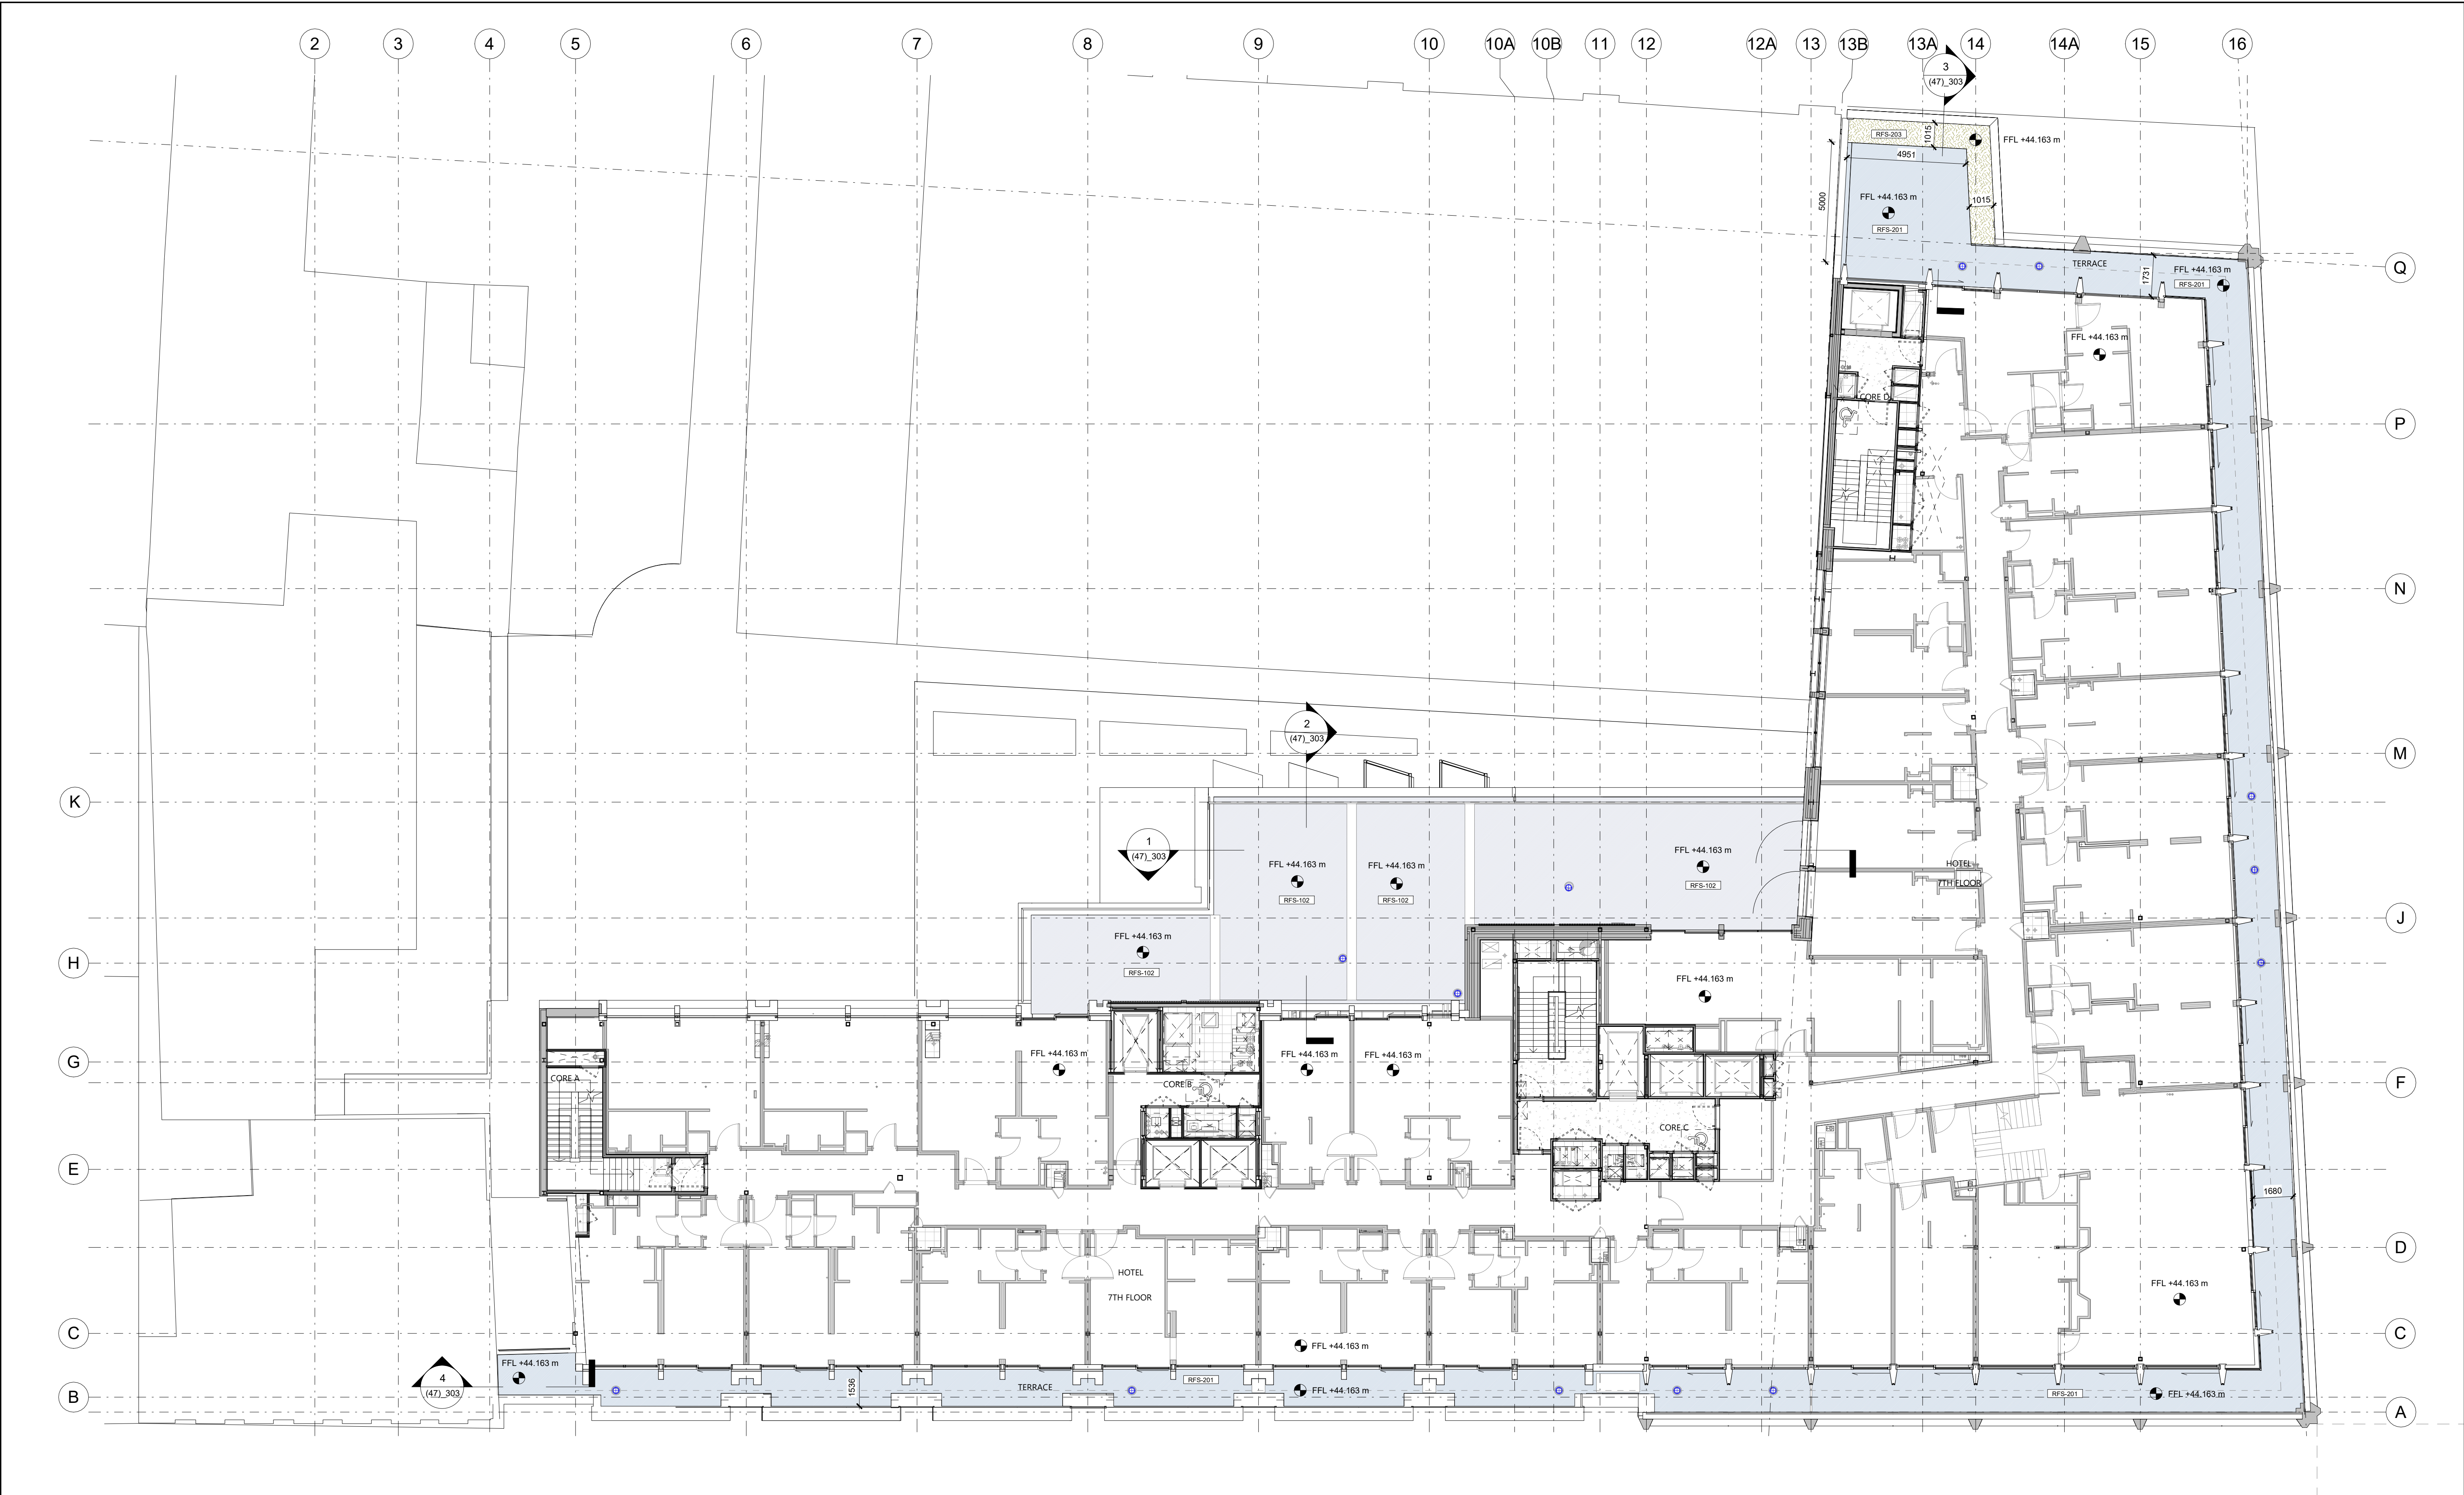 2
3
4
5
6
7
8
9
10
10A
10B
11
12
12A
13
13B
13A
14
14A
15
16
3
(47)_303
RFS-203
1015
FFL +44.163 m
4951
5000
FFL +44.163 m
1015
RFS-201
TERRACE
1731
FFL +44.163 m
RFS-201
Q
FFL +44.163 m
CORE D
P
N
2
(47)_303
M
K
1
(47)_303
FFL +44.163 m
RFS-102
FFL +44.163 m
RFS-102
FFL +44.163 m
RFS-102
HOTEL
7TH FLOOR
J
FFL +44.163 m
RFS-102
H
FFL +44.163 m
G
FFL +44.163 m
FFL +44.163 m
FFL +44.163 m
CORE A
CORE B
F
CORE C
E
1680
D
HOTEL
7TH FLOOR
FFL +44.163 m
C
FFL +44.163 m
C
FFL +44.163 m
4
(47)_303
B
1536
TERRACE
RFS-201
FFL +44.163 m
RFS-201
FFL +44.163 m
A